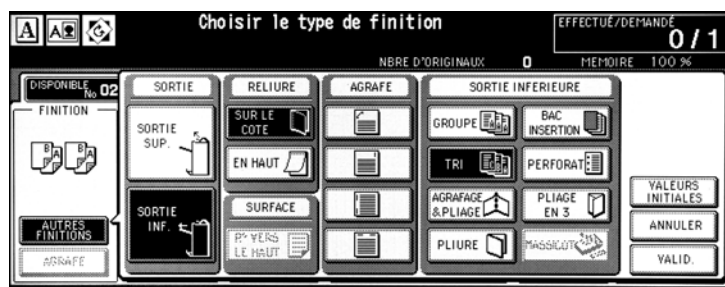 Choisir le type de finition
EFFECTUÉ/DEMANDÉ
0 / 1
NBRE D'ORIGINAUX 0 MEMOIRE 100 %
DISPONIBLE
No 02
FINITION
B A B A
AUTRES
FINITIONS
AGRAFE
SORTIE
SORTIE
SUP.
SORTIE
INF.
RELIURE
SUR LE
COTE
EN HAUT
SURFACE
Rº VERS
LE HAUT
AGRAFE
SORTIE INFERIEURE
GROUPE
BAC
INSERTION
TRI
PERFORAT
AGRAFAGE
&PLIAGE
PLIAGE
EN 3
PLIURE
MASSICOT
VALEURS
INITIALES
ANNULER
VALID.